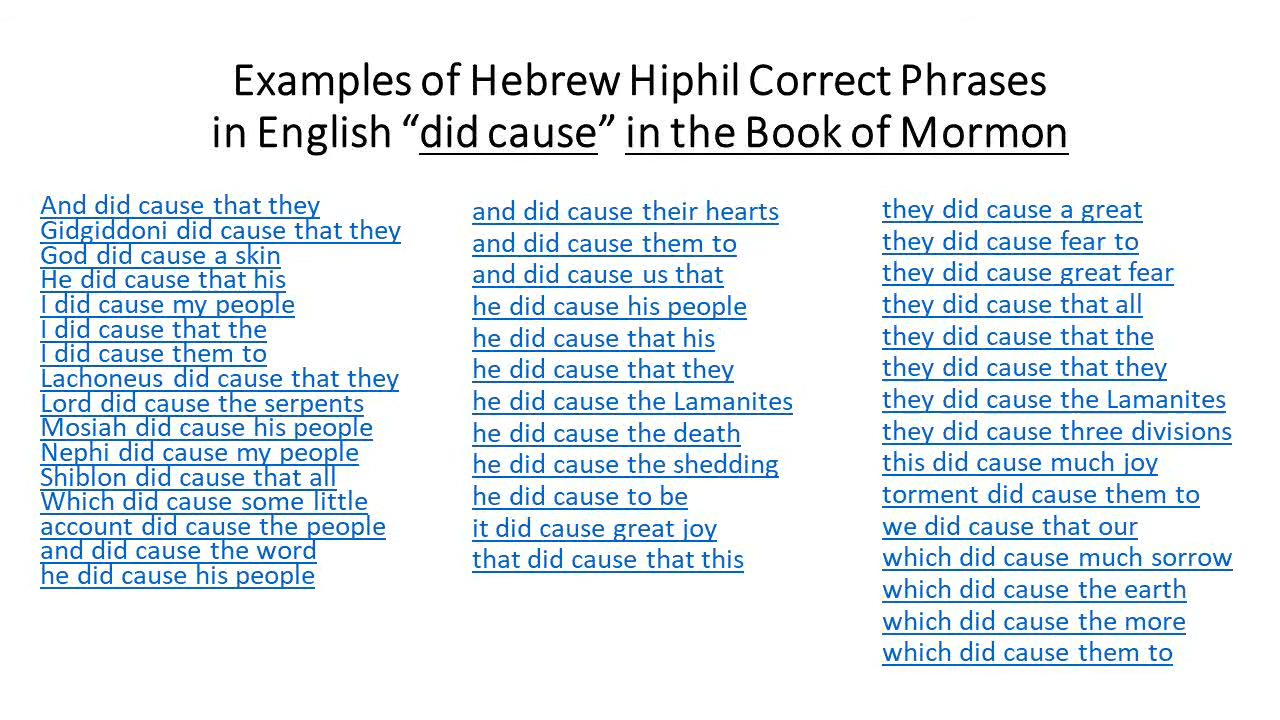 Examples of Hebrew Hiphil Correct Phrases
in English “did cause” in the Book of Mormon
And did cause that they
Gidgiddoni did cause that they
God did cause a skin
He did cause that his
I did cause my people
I did cause that the
I did cause them to
Lachoneus did cause that they
Lord did cause the serpents
Mosiah did cause his people
Nephi did cause my people
Shiblon did cause that all
Which did cause some little
account did cause the people
and did cause the word
he did cause his people
and did cause their hearts
and did cause them to
and did cause us that
he did cause his people
he did cause that his
he did cause that they
he did cause the Lamanites
he did cause the death
he did cause the shedding
he did cause to be
it did cause great joy
that did cause that this
they did cause a great
they did cause fear to
they did cause great fear
they did cause that all
they did cause that the
they did cause that they
they did cause the Lamanites
they did cause three divisions
this did cause much joy
torment did cause them to
we did cause that our
which did cause much sorrow
which did cause the earth
which did cause the more
which did cause them to